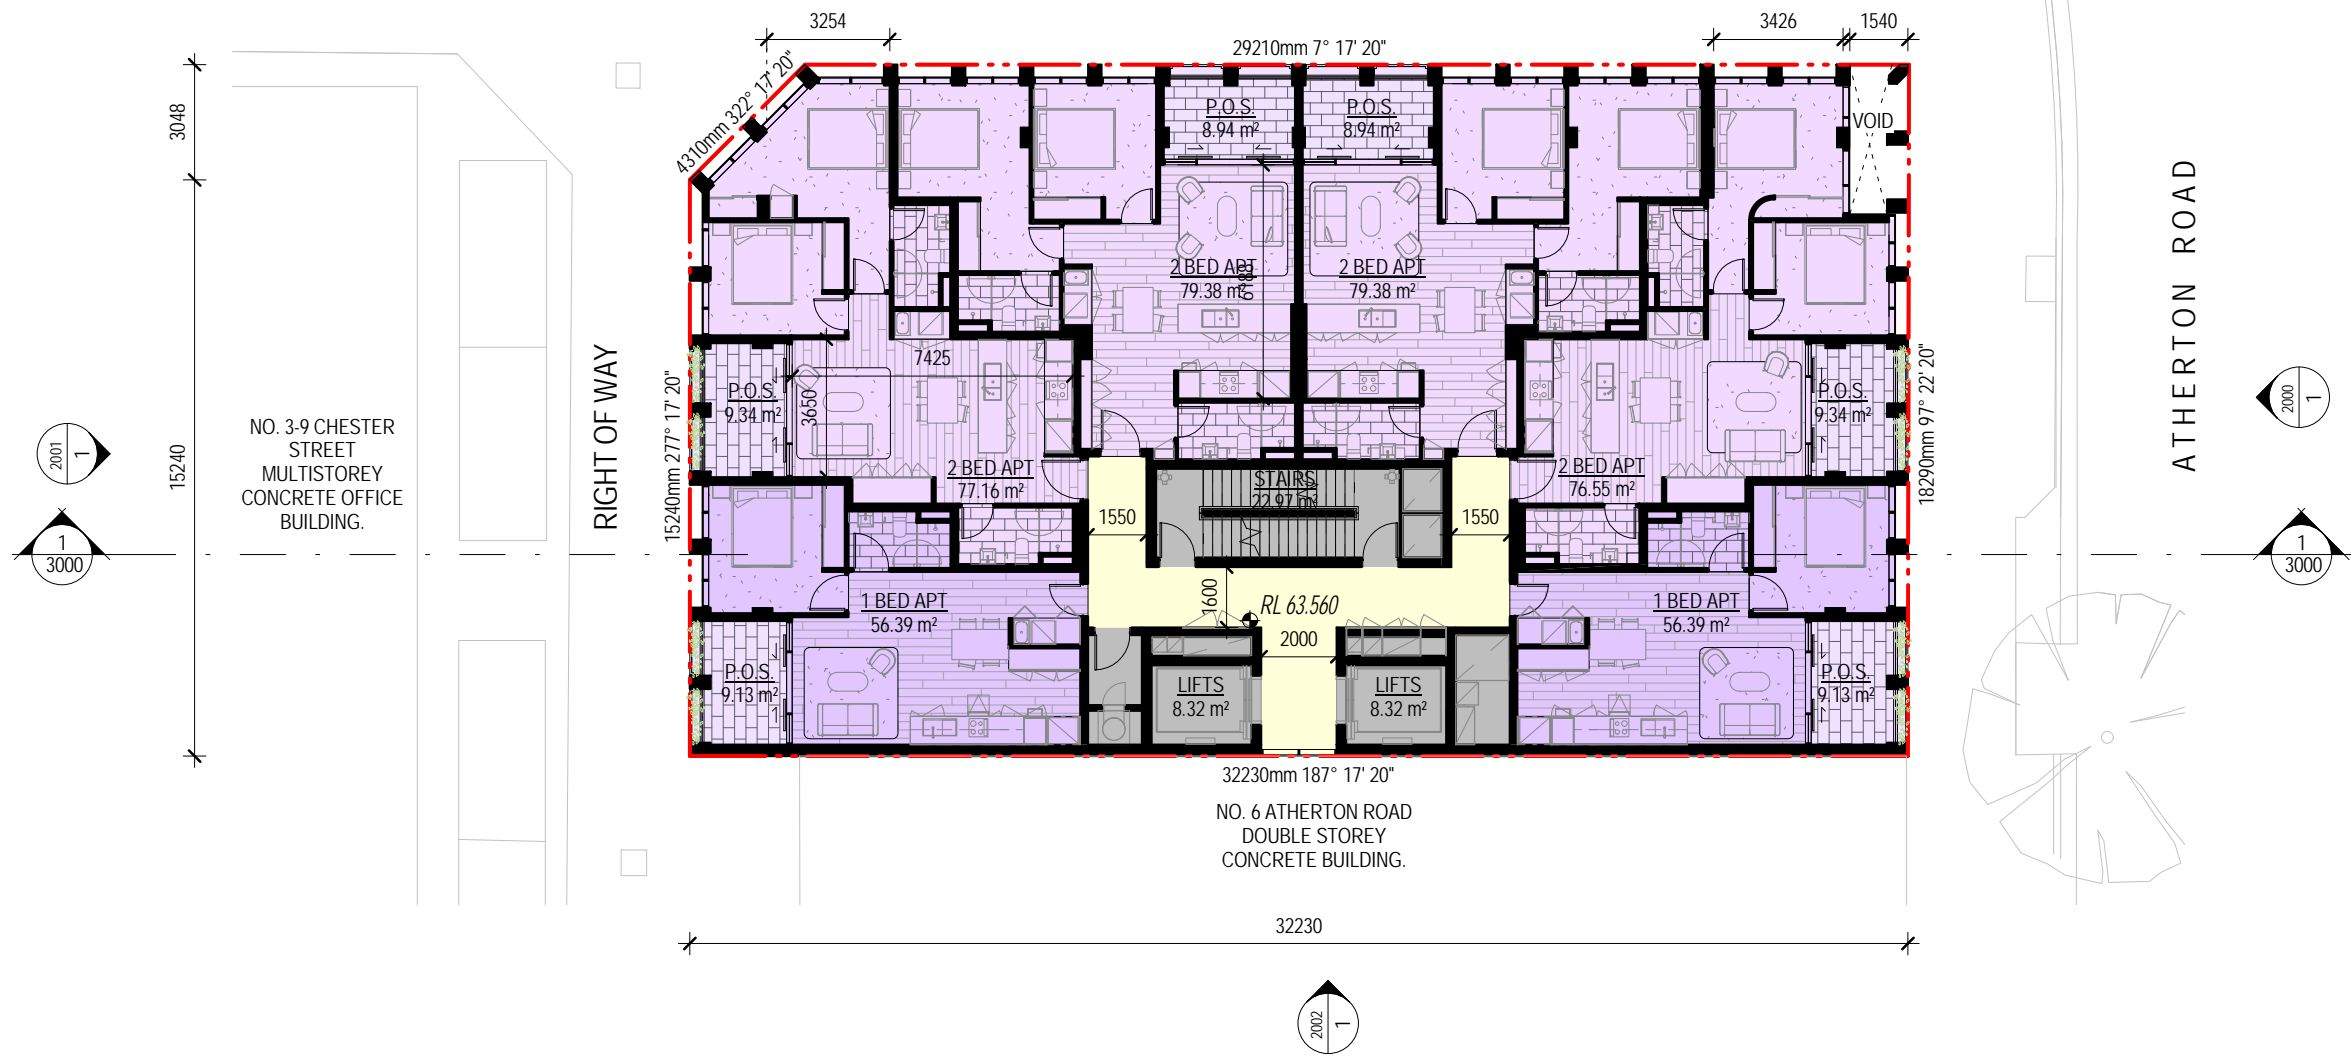 3254
3426
1540
29210mm 7° 17' 20"
4310mm 322° 17' 20"
3048
P.O.S.
8.94 m²
P.O.S.
8.94 m²
VOID
ATHERTON ROAD
2 BED APT
79.38 m²
6188
2 BED APT
79.38 m²
7425
3650
P.O.S.
9.34 m²
P.O.S.
9.34 m²
RIGHT OF WAY
15240mm 277° 17' 20"
18290mm 97° 22' 20"
15240
NO. 3-9 CHESTER
STREET
MULTISTOREY
CONCRETE OFFICE
BUILDING.
2001
1
2000
1
2 BED APT
77.16 m²
STAIRS
22.97 m²
2 BED APT
76.55 m²
1550
1550
1
3000
1
3000
1 BED APT
56.39 m²
1600
RL 63.560
2000
1 BED APT
56.39 m²
P.O.S.
9.13 m²
LIFTS
8.32 m²
LIFTS
8.32 m²
P.O.S.
9.13 m²
32230mm 187° 17' 20"
NO. 6 ATHERTON ROAD
DOUBLE STOREY
CONCRETE BUILDING.
32230
2002
1